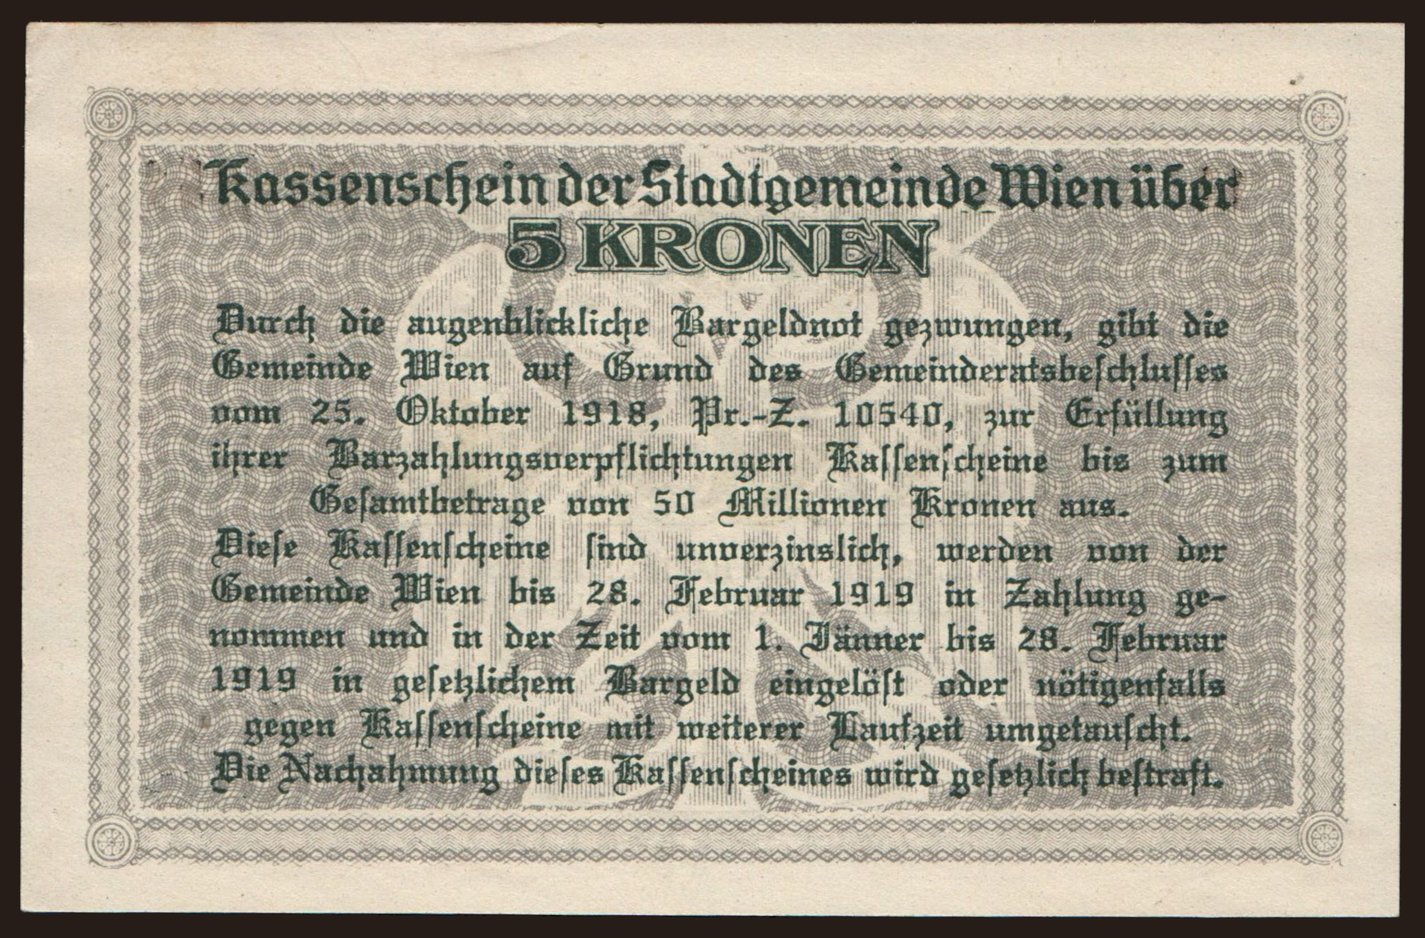 Kassenschein der Stadtgemeinde Wien über
5 KRONEN
Durch die augenblickliche Bargeldnot gezwungen, gibt die
Gemeinde Wien auf Grund des Gemeinderatsbeschlusses
vom 25. Oktober 1918, Pr.-Z. 10540, zur Erfüllung
ihrer Barzahlungsverpflichtungen Kassenscheine bis zum
Gesamtbetrage von 50 Millionen Kronen aus.
Diese Kassenscheine sind unverzinslich, werden von der
Gemeinde Wien bis 28. Februar 1919 in Zahlung ge-
nommen und in der Zeit vom 1. Jänner bis 28. Februar
1919 in gesetzlichem Bargeld eingelöst oder nötigenfalls
gegen Kassenscheine mit weiterer Laufzeit umgetauscht.
Die Nachahmung dieses Kassenscheines wird gesetzlich bestraft.